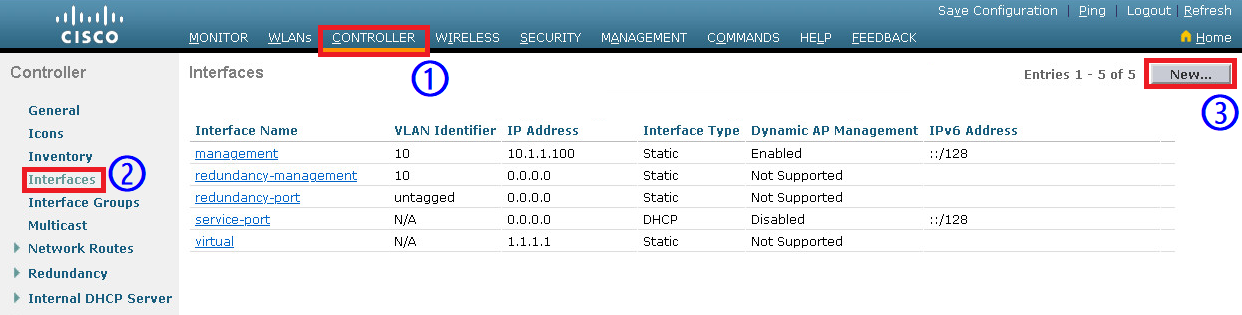 Save Configuration | Ping | Logout | Refresh
CISCO
MONITOR WLANs CONTROLLER WIRELESS SECURITY MANAGEMENT COMMANDS HELP FEEDBACK Home
1
Controller
General
Icons
Inventory
Interfaces
2
Interface Groups
Multicast
Network Routes
Redundancy
Internal DHCP Server
Interfaces
Entries 1 - 5 of 5 New...
3
Interface Name VLAN Identifier IP Address Interface Type Dynamic AP Management IPv6 Address
management 10 10.1.1.100 Static Enabled ::/128
redundancy-management 10 0.0.0.0 Static Not Supported
redundancy-port untagged 0.0.0.0 Static Not Supported
service-port N/A 0.0.0.0 DHCP Disabled ::/128
virtual N/A 1.1.1.1 Static Not Supported